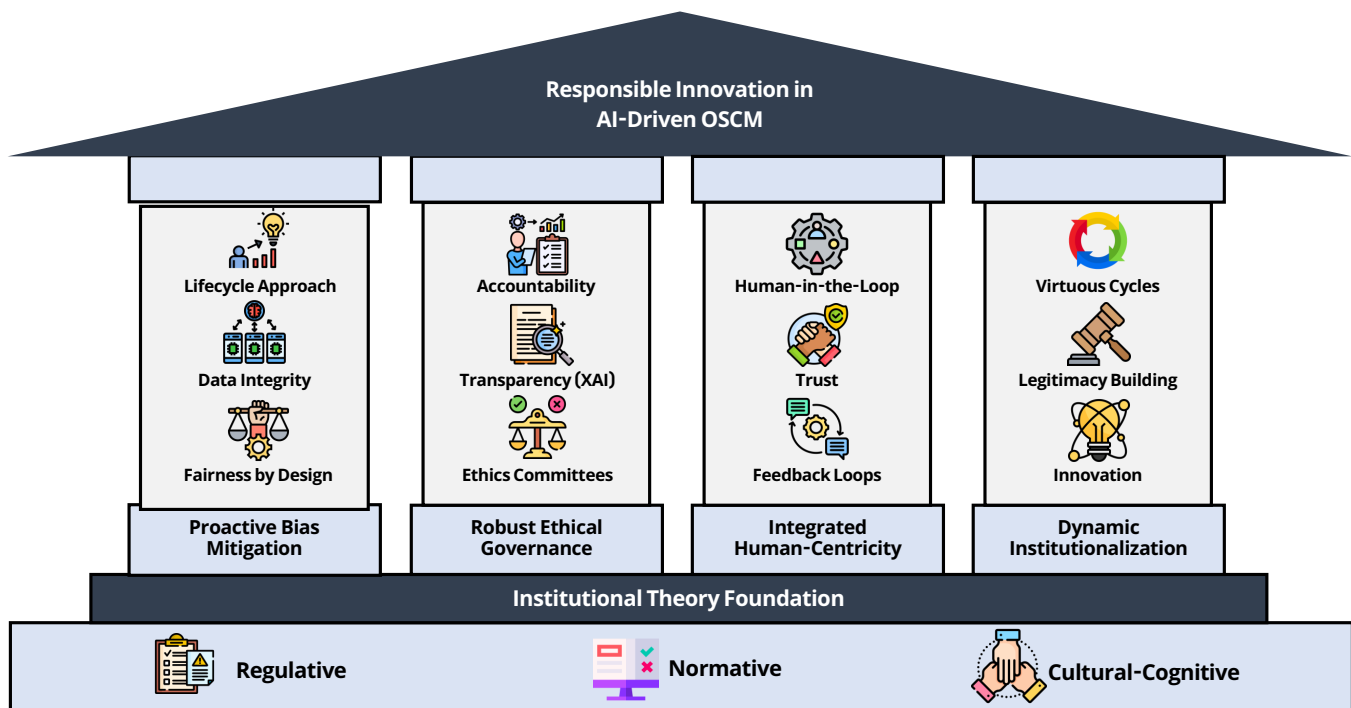 Responsible Innovation in
AI-Driven OSCM
Lifecycle Approach
Data Integrity
Fairness by Design
Proactive Bias
Mitigation
Accountability
Transparency (XAI)
Ethics Committees
Robust Ethical
Governance
Human-in-the-Loop
Trust
Feedback Loops
Integrated
Human-Centricity
Virtuous Cycles
Legitimacy Building
Innovation
Dynamic
Institutionalization
Institutional Theory Foundation
Regulative
Normative
Cultural-Cognitive